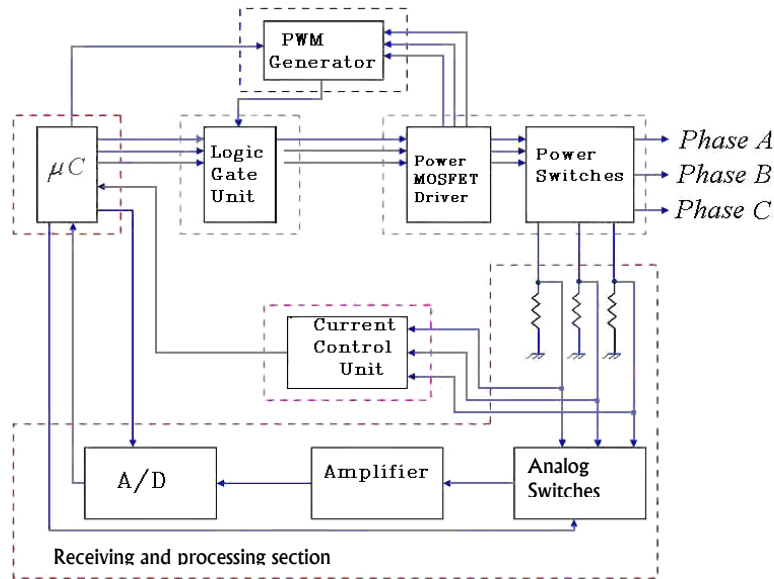 PWM
Generator
μC
Logic
Gate
Unit
Power
MOSFET
Driver
Power
Switches
Phase A
Phase B
Phase C
Current
Control
Unit
A/D
Amplifier
Analog
Switches
Receiving and processing section